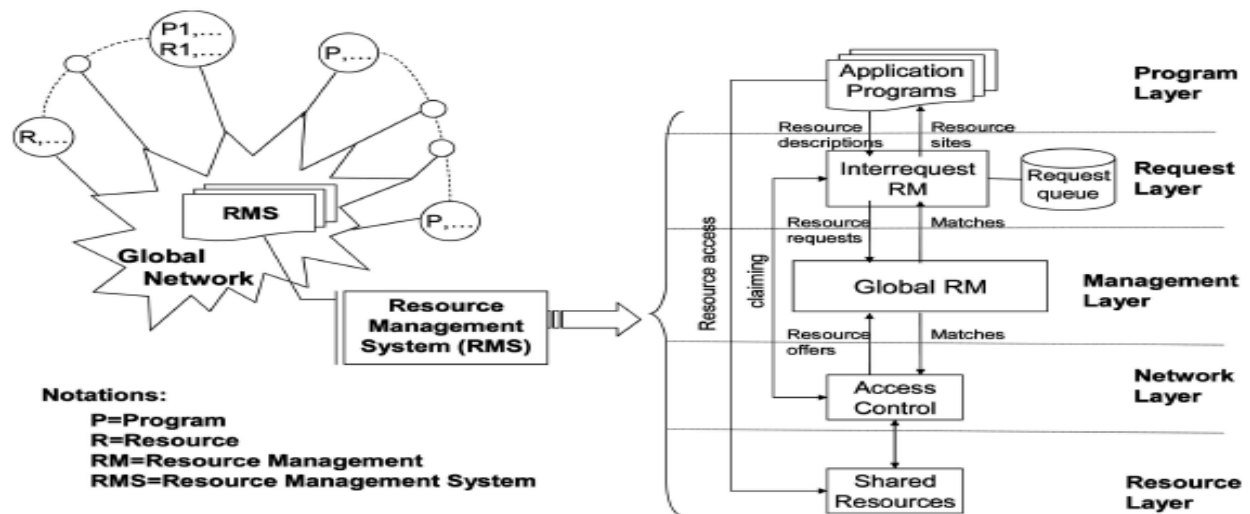 P1,...
R1,...
P,...
R,...
P,...
RMS
Global
Network
Resource
Management
System (RMS)
Notations:
P=Program
R=Resource
RM=Resource Management
RMS=Resource Management System
Application
Programs
Program
Layer
Resource
descriptions
Resource
sites
Interrequest
RM
Request
queue
Request
Layer
Resource
requests
Matches
Resource access
claiming
Global RM
Management
Layer
Resource
offers
Matches
Access
Control
Network
Layer
Shared
Resources
Resource
Layer